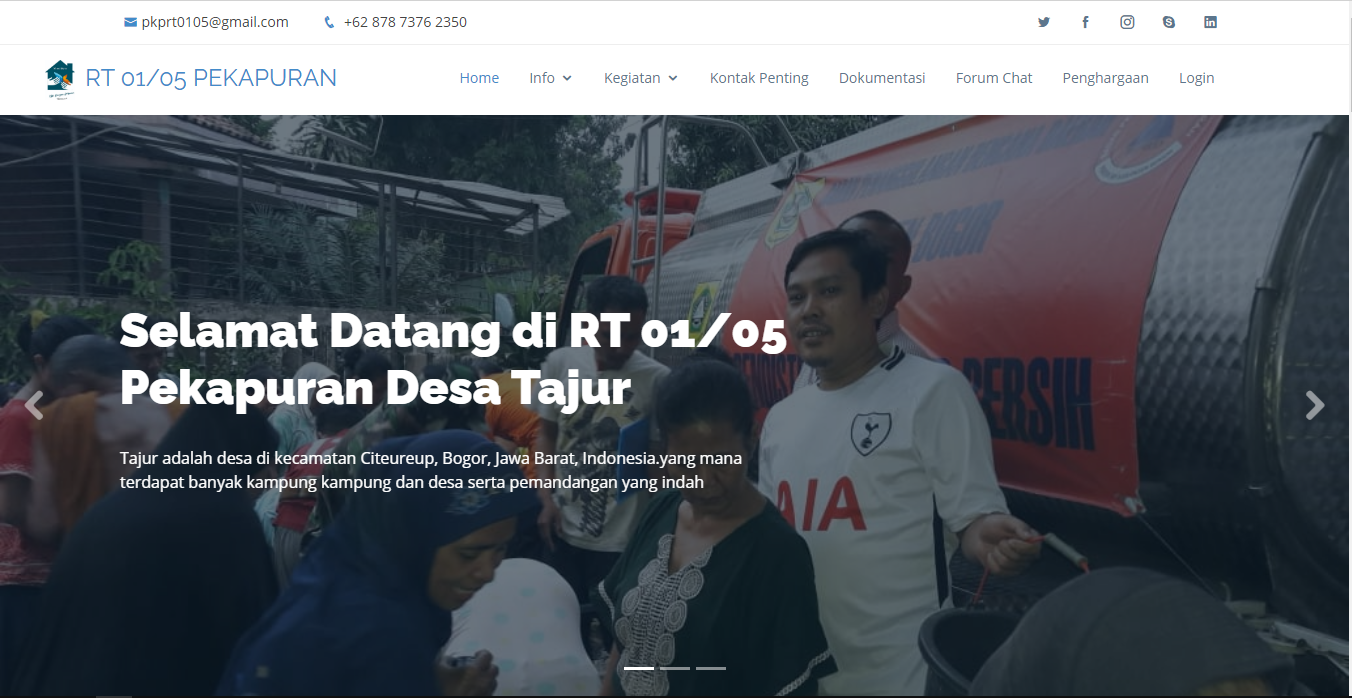 pkprt0105@gmail.com +62 878 7376 2350
RT 01/05 PEKAPURAN
Home Info Kegiatan Kontak Penting Dokumentasi Forum Chat Penghargaan Login
Selamat Datang di RT 01/05
Pekapuran Desa Tajur
Tajur adalah desa di kecamatan Citeureup, Bogor, Jawa Barat, Indonesia.yang mana
terdapat banyak kampung kampung dan desa serta pemandangan yang indah
BERSIH
AIA